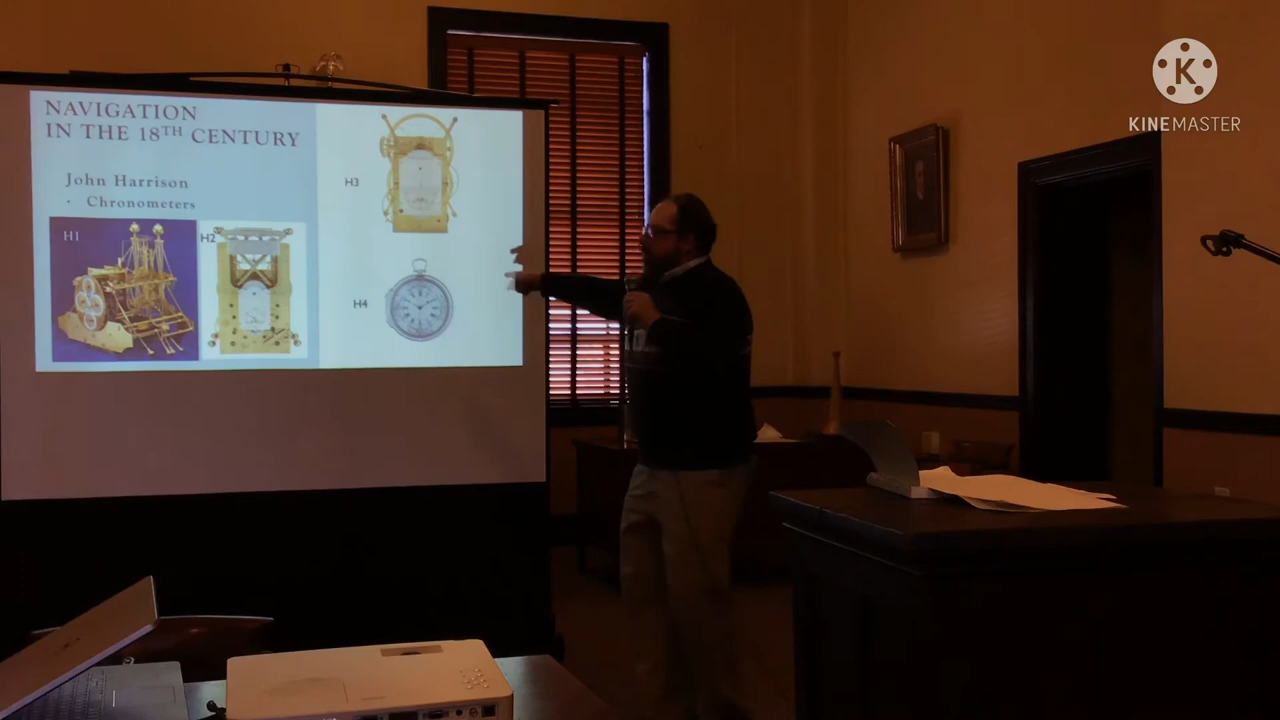 NAVIGATION
IN THE 18TH CENTURY
John Harrison
• Chronometers
H1
H2
H3
H4
K
KINEMASTER